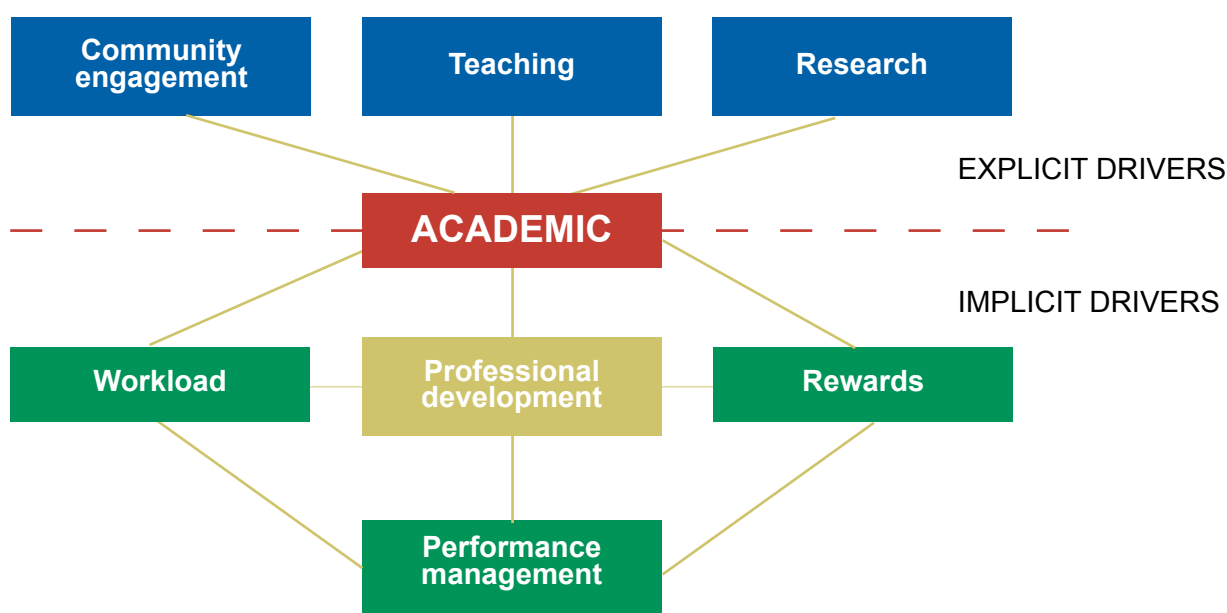 Community
engagement
Teaching
Research
EXPLICIT DRIVERS
ACADEMIC
IMPLICIT DRIVERS
Workload
Professional
development
Rewards
Performance
management